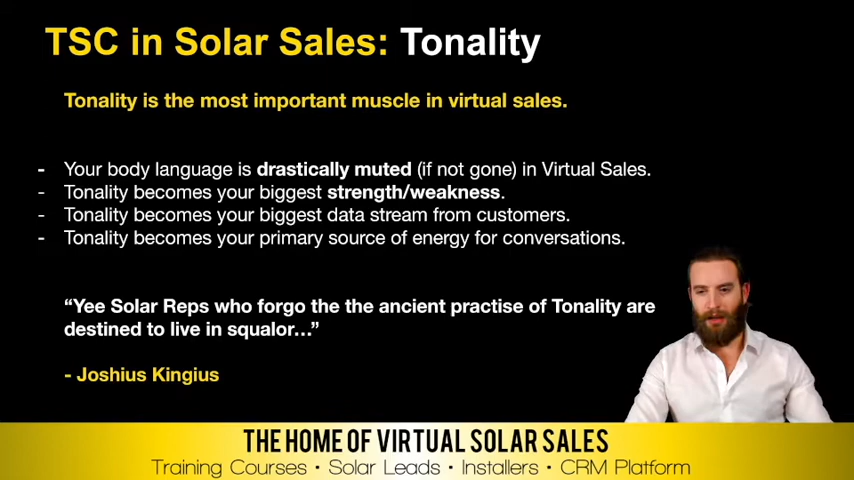 TSC in Solar Sales: Tonality
Tonality is the most important muscle in virtual sales.
- Your body language is drastically muted (if not gone) in Virtual Sales.
- Tonality becomes your biggest strength/weakness.
- Tonality becomes your biggest data stream from customers.
- Tonality becomes your primary source of energy for conversations.
“Yee Solar Reps who forgo the the ancient practise of Tonality are
destined to live in squalor…”
- Joshius Kingius
THE HOME OF VIRTUAL SOLAR SALES
Training Courses • Solar Leads • Installers • CRM Platform